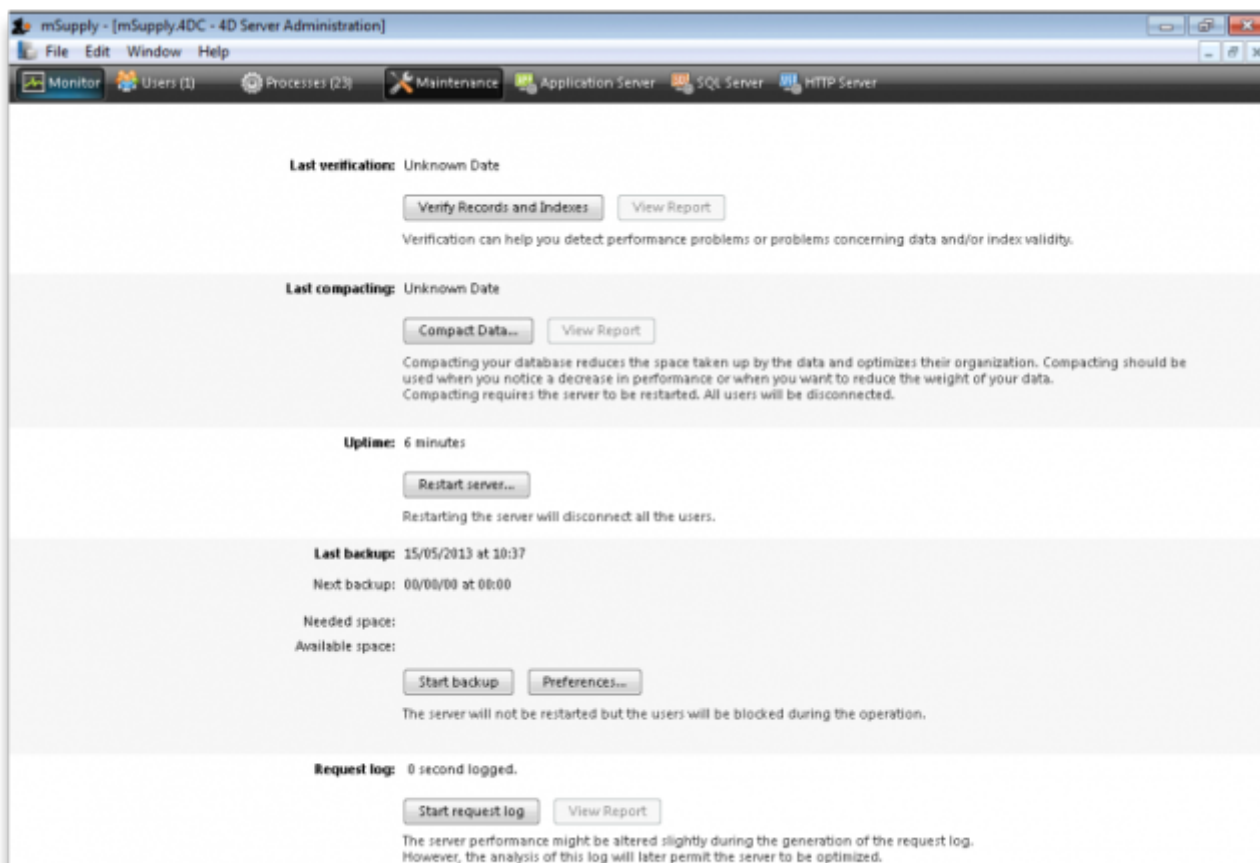 mSupply - [mSupply.4DC - 4D Server Administration]
File Edit Window Help
Monitor Users (1) Processes (23) Maintenance Application Server SQL Server HTTP Server
Last verification: Unknown Date
Verify Records and Indexes View Report
Verification can help you detect performance problems or problems concerning data and/or index validity.
Last compacting: Unknown Date
Compact Data... View Report
Compacting your database reduces the space taken up by the data and optimizes their organization. Compacting should be
used when you notice a decrease in performance or when you want to reduce the weight of your data.
Compacting requires the server to be restarted. All users will be disconnected.
Uptime: 6 minutes
Restart server...
Restarting the server will disconnect all the users.
Last backup: 15/05/2013 at 10:37
Next backup: 00/00/00 at 00:00
Needed space:
Available space:
Start backup Preferences...
The server will not be restarted but the users will be blocked during the operation.
Request log: 0 second logged.
Start request log View Report
The server performance might be altered slightly during the generation of the request log.
However, the analysis of this log will later permit the server to be optimized.